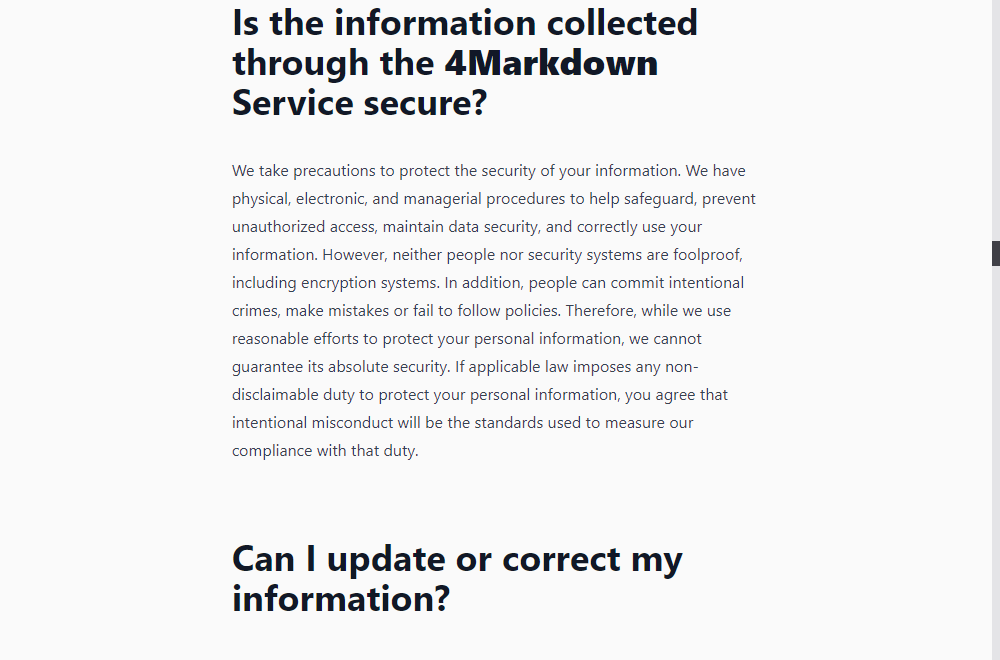 Is the information collected
through the 4Markdown
Service secure?
We take precautions to protect the security of your information. We have
physical, electronic, and managerial procedures to help safeguard, prevent
unauthorized access, maintain data security, and correctly use your
information. However, neither people nor security systems are foolproof,
including encryption systems. In addition, people can commit intentional
crimes, make mistakes or fail to follow policies. Therefore, while we use
reasonable efforts to protect your personal information, we cannot
guarantee its absolute security. If applicable law imposes any non-
disclaimable duty to protect your personal information, you agree that
intentional misconduct will be the standards used to measure our
compliance with that duty.
Can I update or correct my
information?